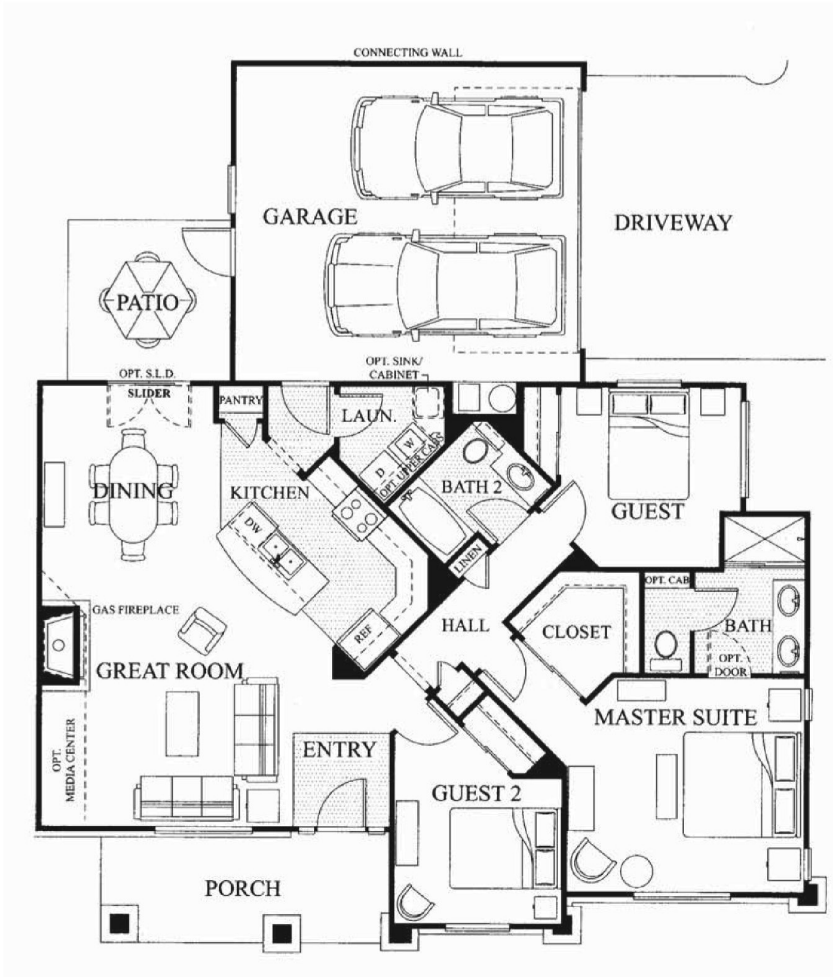 CONNECTING WALL
GARAGE
DRIVEWAY
PATIO
OPT. S.L.D.
SLIDER
OPT. SINK/
CABINET
PANTRY
LAUN.
W
D
OPT. UPPER CABS
DINING
KITCHEN
DW
BATH 2
GUEST
LINEN
GAS FIREPLACE
REF
HALL
CLOSET
OPT. CAB
BATH
OPT.
DOOR
GREAT ROOM
OPT.
MEDIA CENTER
ENTRY
MASTER SUITE
GUEST 2
PORCH